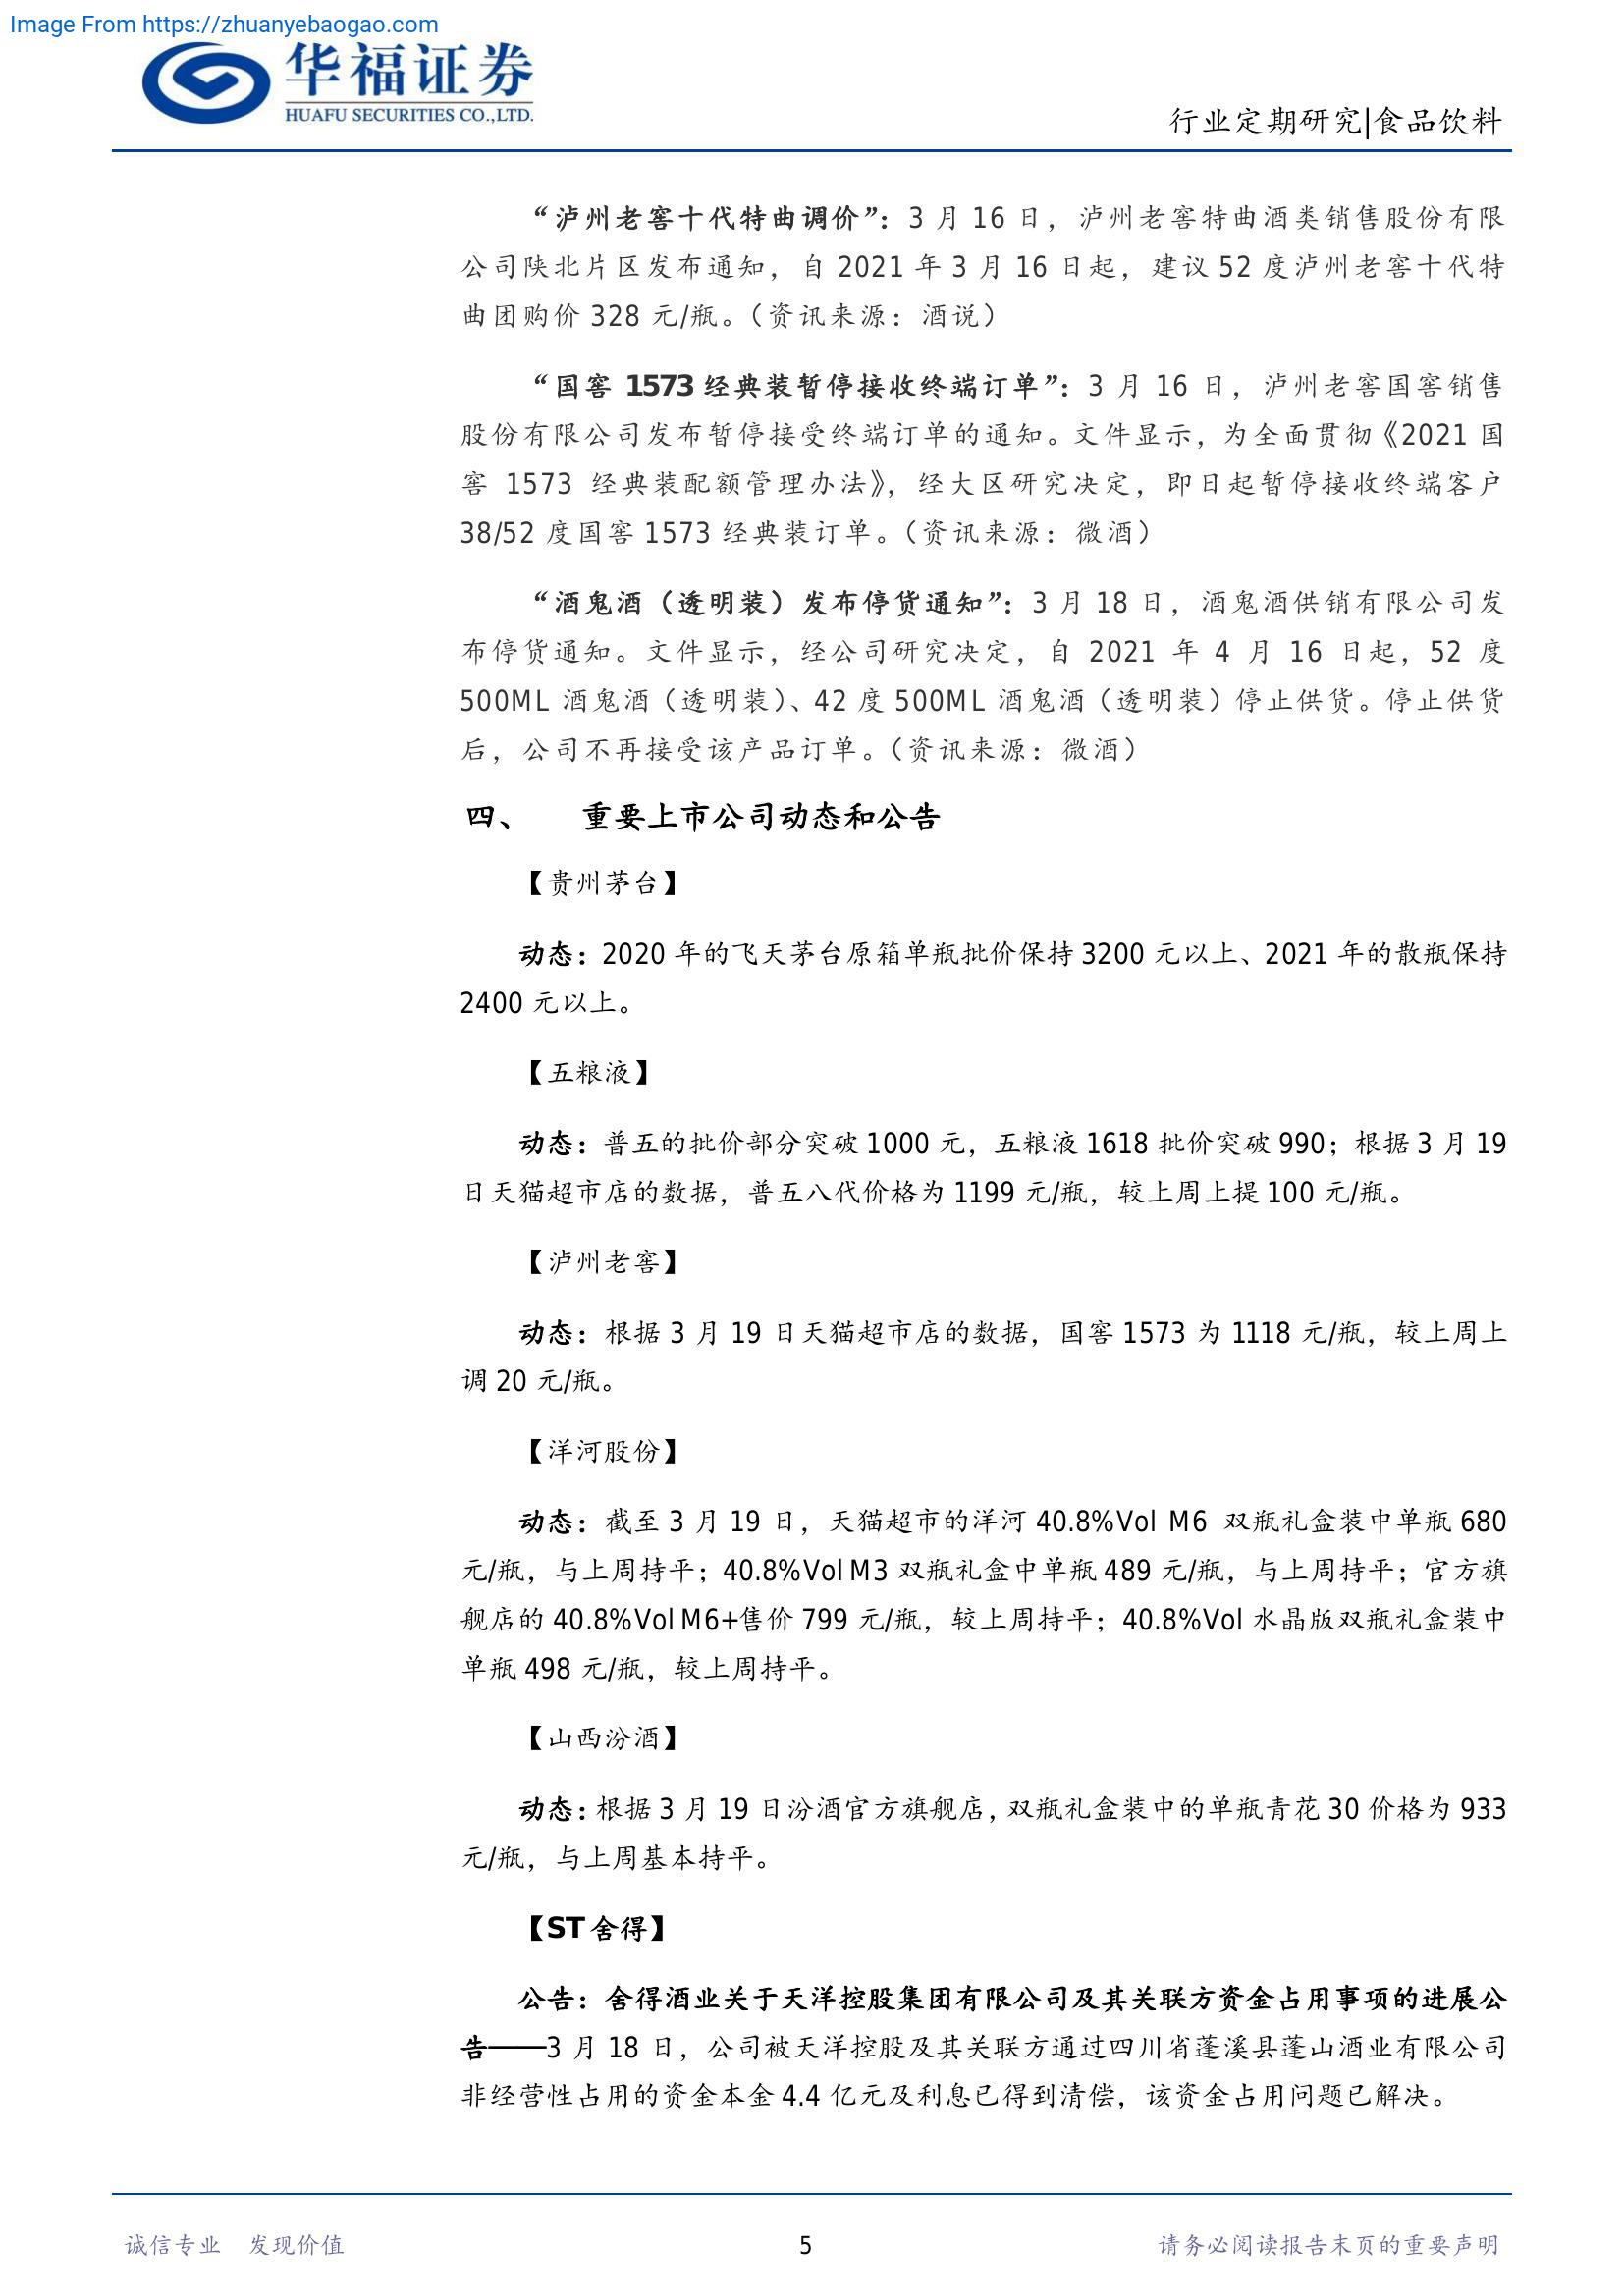 Image From https://zhuanyebaogao.com
华福证券
HUAFU SECURITIES CO.,LTD.
行业定期研究|食品饮料
“泸州老窖十代特曲调价”：3 月 16 日，泸州老窖特曲酒类销售股份有限
公司陕北片区发布通知，自 2021 年 3 月 16 日起，建议 52 度泸州老窖十代特
曲团购价 328 元/瓶。（资讯来源：酒说）
“国窖 1573 经典装暂停接收终端订单”：3 月 16 日，泸州老窖国窖销售
股份有限公司发布暂停接受终端订单的通知。文件显示，为全面贯彻《2021 国
窖 1573 经典装配额管理办法》，经大区研究决定，即日起暂停接收终端客户
38/52 度国窖 1573 经典装订单。（资讯来源：微酒）
“酒鬼酒（透明装）发布停货通知”：3 月 18 日，酒鬼酒供销有限公司发
布停货通知。文件显示，经公司研究决定，自 2021 年 4 月 16 日起，52 度
500ML 酒鬼酒（透明装）、42 度 500ML 酒鬼酒（透明装）停止供货。停止供货
后，公司不再接受该产品订单。（资讯来源：微酒）
四、 重要上市公司动态和公告
【贵州茅台】
动态：2020 年的飞天茅台原箱单瓶批价保持 3200 元以上、2021 年的散瓶保持
2400 元以上。
【五粮液】
动态：普五的批价部分突破 1000 元，五粮液 1618 批价突破 990；根据 3 月 19
日天猫超市店的数据，普五八代价格为 1199 元/瓶，较上周上提 100 元/瓶。
【泸州老窖】
动态：根据 3 月 19 日天猫超市店的数据，国窖 1573 为 1118 元/瓶，较上周上
调 20 元/瓶。
【洋河股份】
动态：截至 3 月 19 日，天猫超市的洋河 40.8%Vol M6 双瓶礼盒装中单瓶 680
元/瓶，与上周持平；40.8%Vol M3 双瓶礼盒中单瓶 489 元/瓶，与上周持平；官方旗
舰店的 40.8%Vol M6+售价 799 元/瓶，较上周持平；40.8%Vol 水晶版双瓶礼盒装中
单瓶 498 元/瓶，较上周持平。
【山西汾酒】
动态：根据 3 月 19 日汾酒官方旗舰店，双瓶礼盒装中的单瓶青花 30 价格为 933
元/瓶，与上周基本持平。
【ST 舍得】
公告：舍得酒业关于天洋控股集团有限公司及其关联方资金占用事项的进展公
告——3 月 18 日，公司被天洋控股及其关联方通过四川省蓬溪县蓬山酒业有限公司
非经营性占用的资金本金 4.4 亿元及利息已得到清偿，该资金占用问题已解决。
诚信专业 发现价值
5
请务必阅读报告末页的重要声明